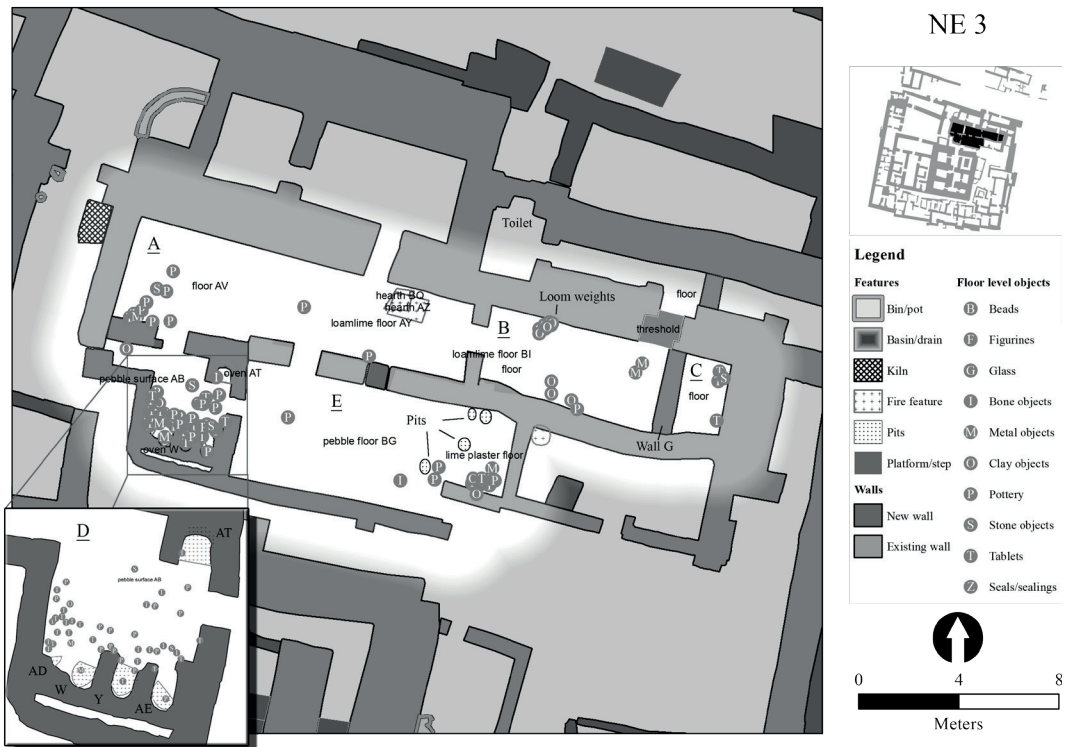 NE 3
A
floor AV
Toilet
hearth BO
hearth AZ
loamlime floor AY
B
Loom weights
floor
threshold
loamlime floor BI
floor
C
floor
oven AT
pebble surface AB
oven W
E
pebble floor BG
Pits
lime plaster floor
Wall G
D
AT
pebble surface AB
AD
W
Y
AE
Legend
Features
Bin/pot
Basin/drain
Kiln
Fire feature
Pits
Platform/step
Walls
New wall
Existing wall
Floor level objects
B Beads
F Figurines
G Glass
I Bone objects
M Metal objects
O Clay objects
P Pottery
S Stone objects
T Tablets
Z Seals/sealings
0 4 8
Meters